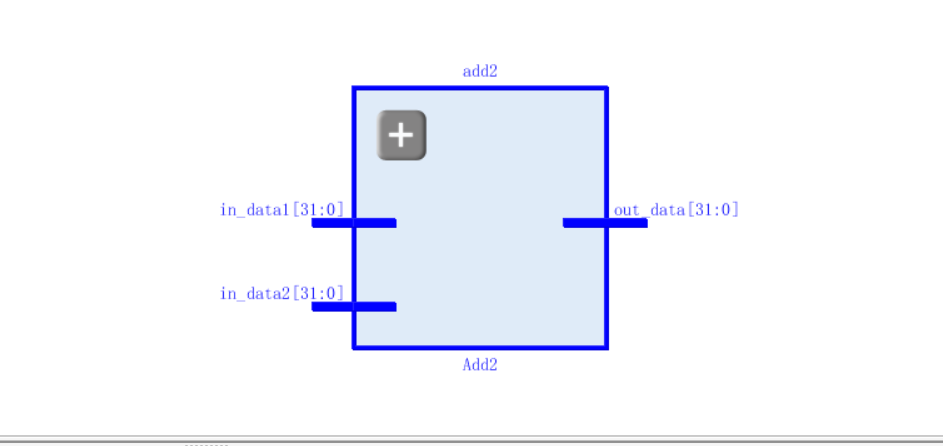 add2
in_data1[31:0]
out_data[31:0]
in_data2[31:0]
Add2